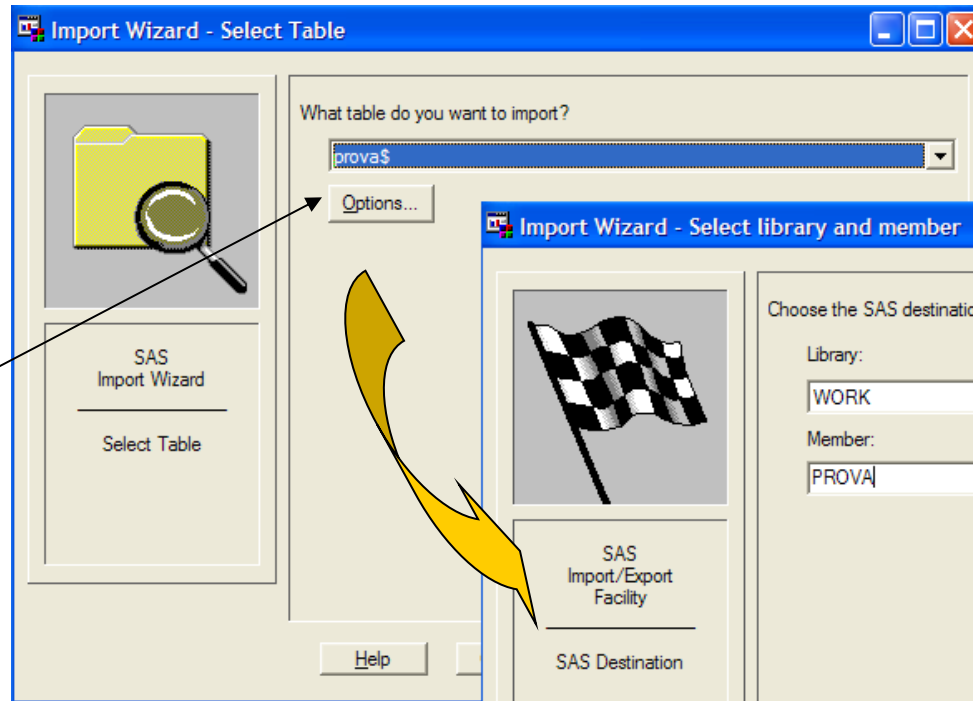 Import Wizard - Select Table
What table do you want to import?
prova$
Options...
SAS
Import Wizard
Select Table
Help
Import Wizard - Select library and member
Choose the SAS destinatio
Library:
WORK
Member:
PROVA
SAS
Import/Export
Facility
SAS Destination